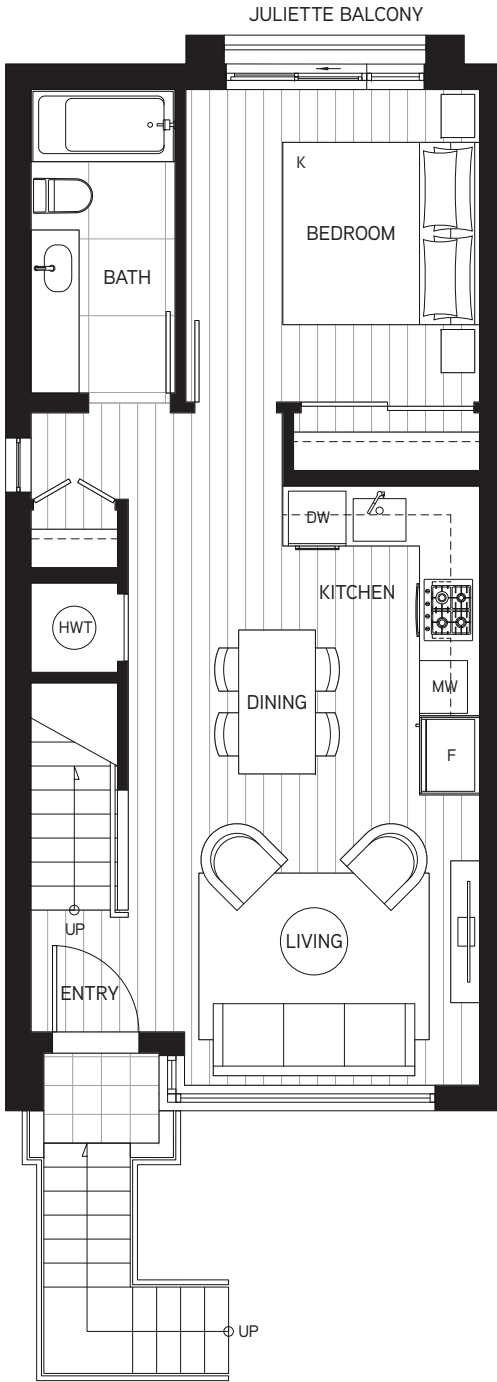 JULIETTE BALCONY
K
BEDROOM
BATH
DW
KITCHEN
HWT
MW
DINING
F
UP
LIVING
ENTRY
UP